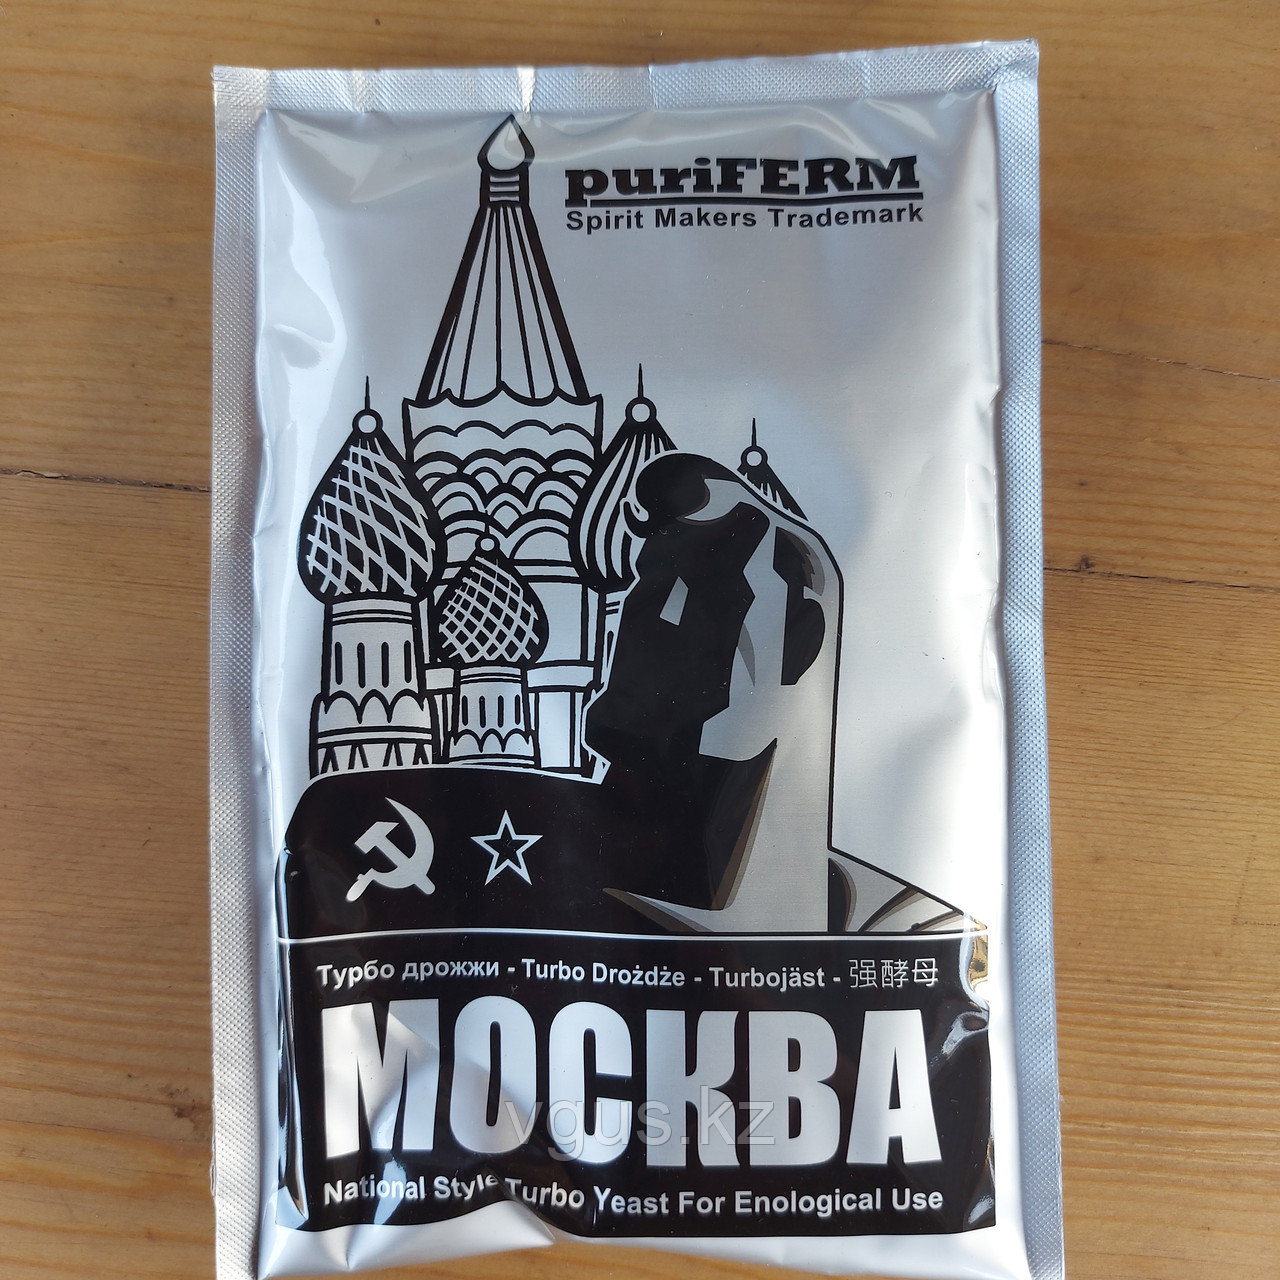 puriFERM
Spirit Makers Trademark
Турбо дрожжи - Turbo Drożdże - Turbojäst - 强酵母
МОСКВА
vgus.kz
National Style Turbo Yeast For Enological Use